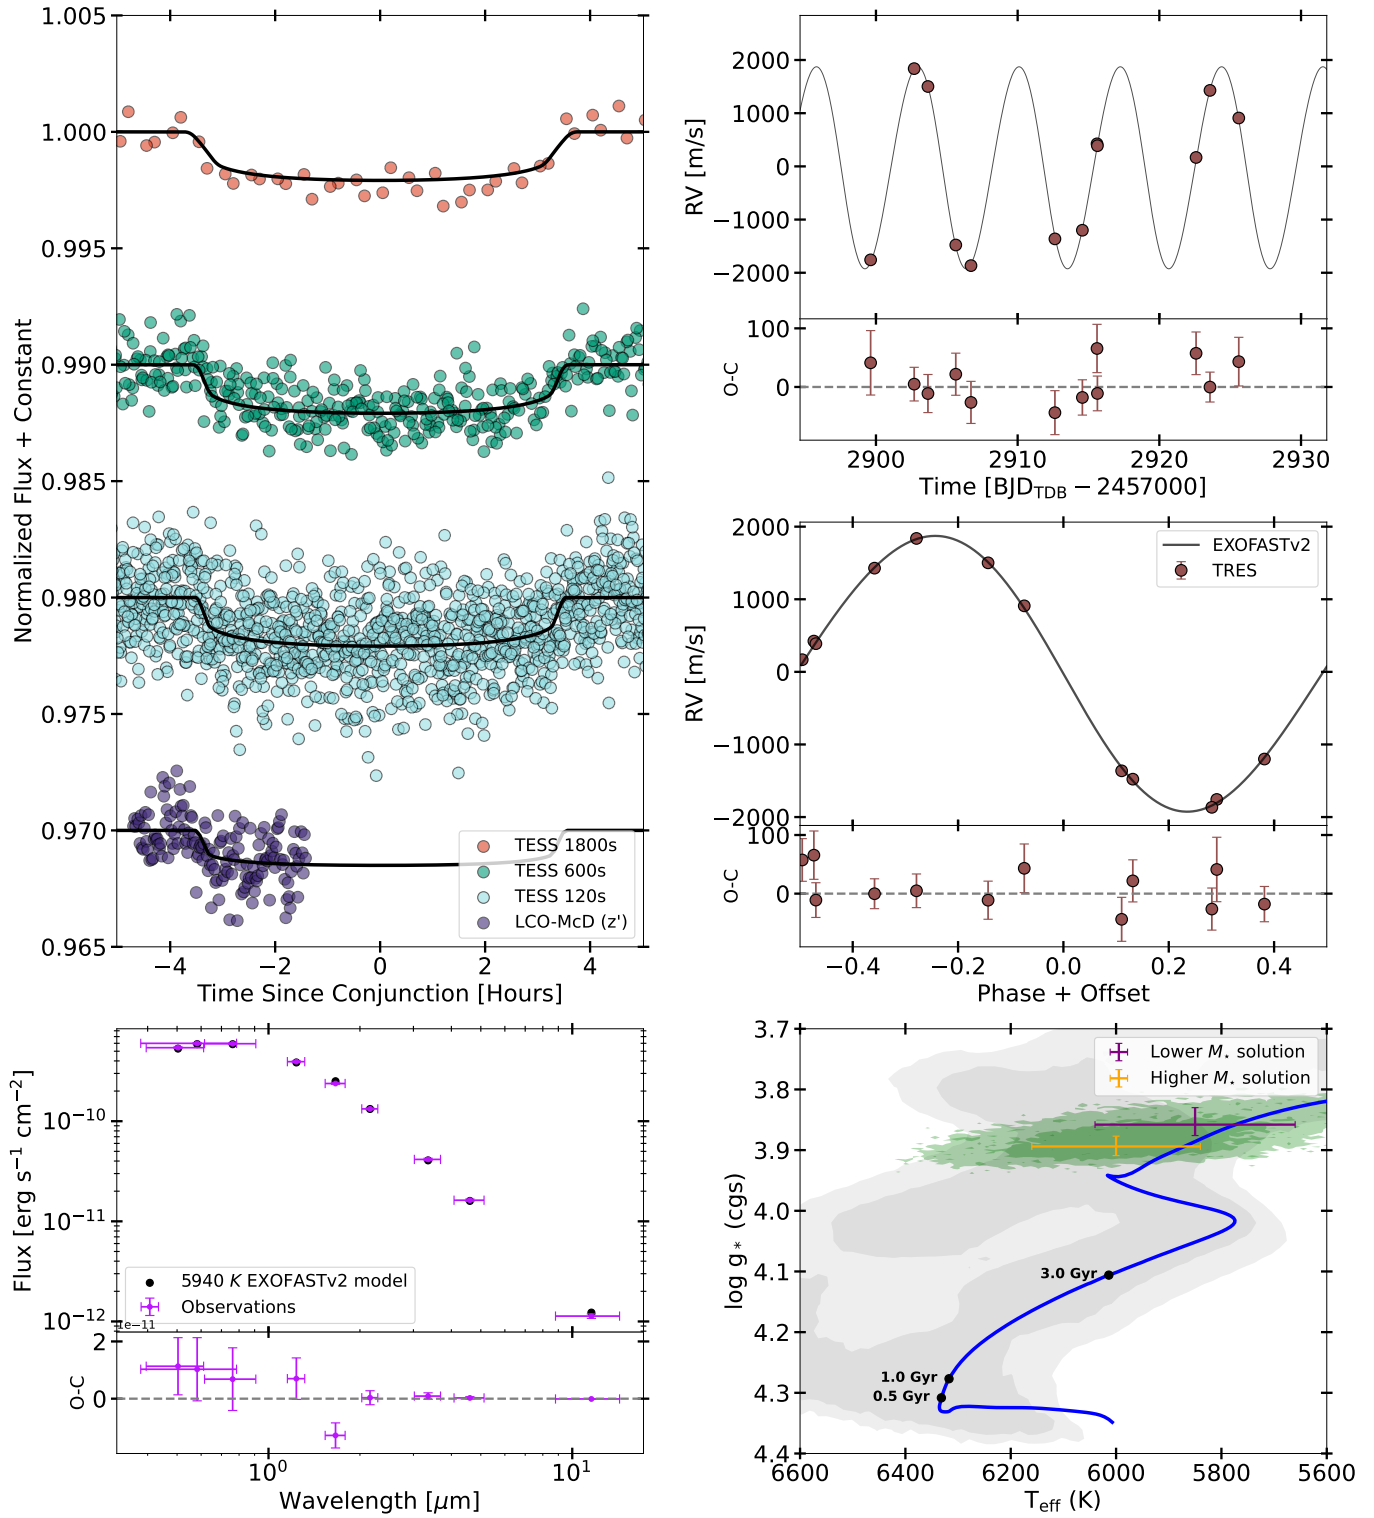 1.005
1.000
0.995
0.990
0.985
0.980
0.975
0.970
0.965
Normalized Flux + Constant
TESS 1800s
TESS 600s
TESS 120s
LCO-McD (z')
−4 −2 0 2 4
Time Since Conjunction [Hours]
2000
1000
0
−1000
−2000
RV [m/s]
100
0
O-C
2900 2910 2920 2930
Time [BJD_TDB − 2457000]
2000
1000
0
−1000
−2000
RV [m/s]
EXOFASTv2
TRES
100
0
O-C
−0.4 −0.2 0.0 0.2 0.4
Phase + Offset
10⁻¹⁰
10⁻¹¹
10⁻¹²
Flux [erg s⁻¹ cm⁻²]
5940 K EXOFASTv2 model
Observations
1e−11
2
0
O-C
10⁰ 10¹
Wavelength [μm]
3.7
3.8
3.9
4.0
4.1
4.2
4.3
4.4
log g* (cgs)
Lower M⋆ solution
Higher M⋆ solution
3.0 Gyr
1.0 Gyr
0.5 Gyr
6600 6400 6200 6000 5800 5600
T_eff (K)